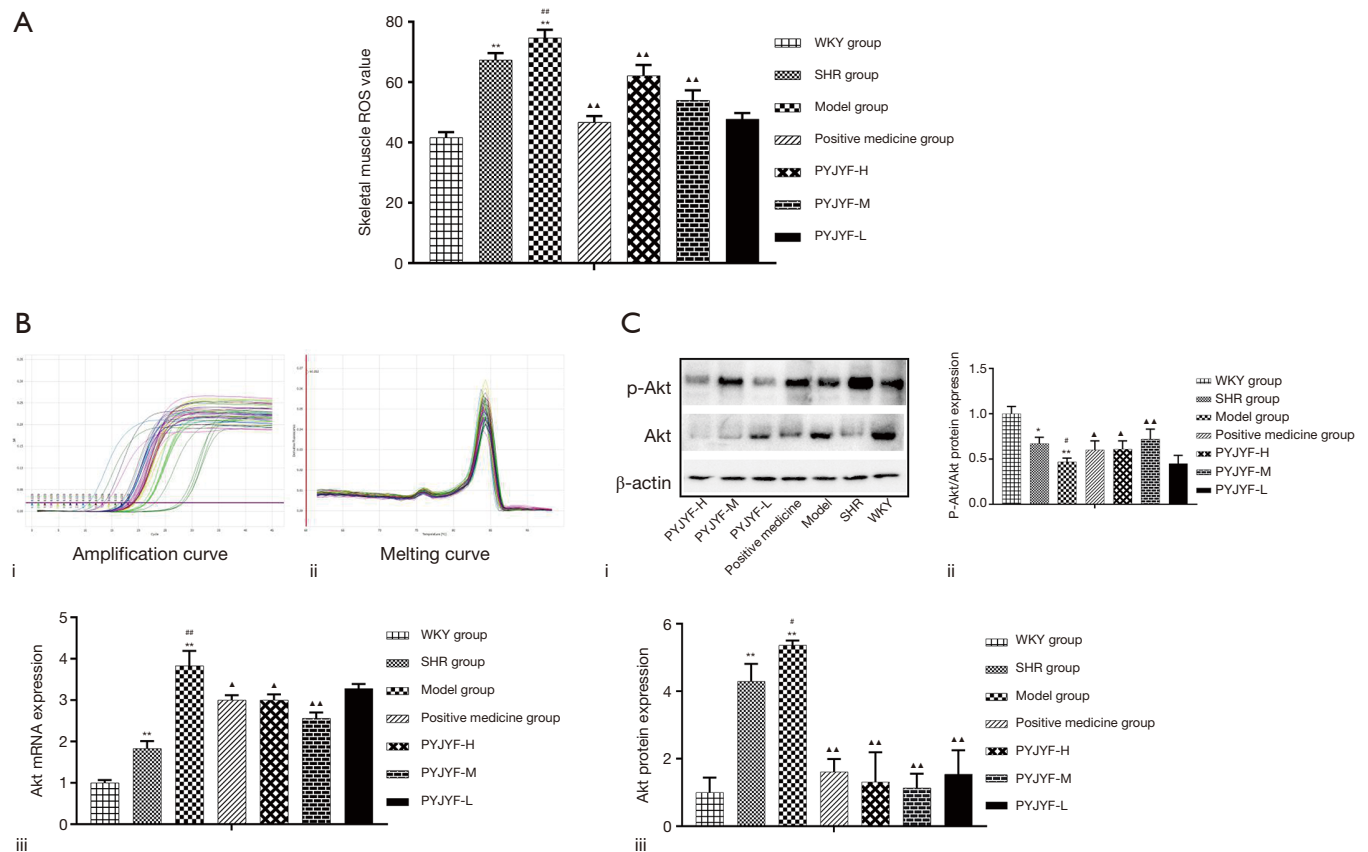 A
Skeletal muscle ROS value
80
60
40
20
0
**
##
**
▲▲
▲▲
▲▲
WKY group
SHR group
Model group
Positive medicine group
PYJYF-H
PYJYF-M
PYJYF-L
B
Cycle
Amplification curve
i
Temperature (°C)
Melting curve
ii
Akt mRNA expression
5
4
3
2
1
0
**
##
**
▲
▲
▲▲
WKY group
SHR group
Model group
Positive medicine group
PYJYF-H
PYJYF-M
PYJYF-L
iii
C
p-Akt
Akt
β-actin
PYJYF-H
PYJYF-M
PYJYF-L
Positive medicine
Model
SHR
WKY
i
P-Akt/Akt protein expression
1.5
1.0
0.5
*
#
**
▲
▲
▲▲
WKY group
SHR group
Model group
Positive medicine group
PYJYF-H
PYJYF-M
PYJYF-L
ii
Akt protein expression
6
4
2
0
**
#
**
▲▲
▲▲
▲▲
▲▲
WKY group
SHR group
Model group
Positive medicine group
PYJYF-H
PYJYF-M
PYJYF-L
iii